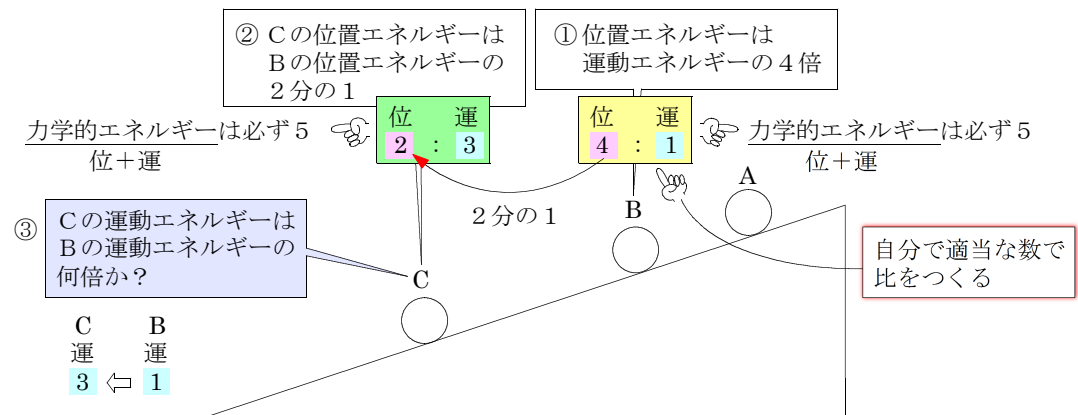 ② Ｃの位置エネルギーは
Ｂの位置エネルギーの
２分の１
① 位置エネルギーは
運動エネルギーの４倍
力学的エネルギーは必ず５
位＋運
位 運
2 : 3
位 運
4 : 1
力学的エネルギーは必ず５
位＋運
２分の１
A
B
C
③ Ｃの運動エネルギーは
Ｂの運動エネルギーの
何倍か？
自分で適当な数で
比をつくる
C B
運 運
3 ⇦ 1